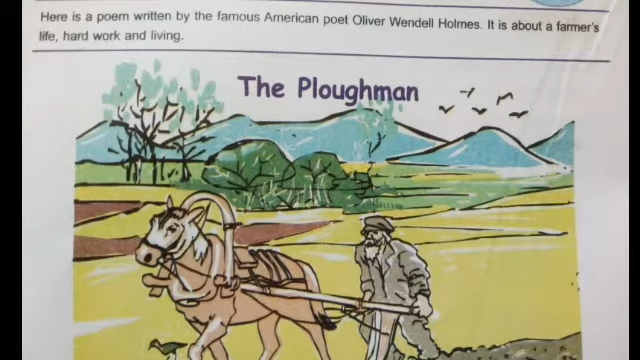 Here is a poem written by the famous American poet Oliver Wendell Holmes. It is about a farmer's
life, hard work and living.
The Ploughman